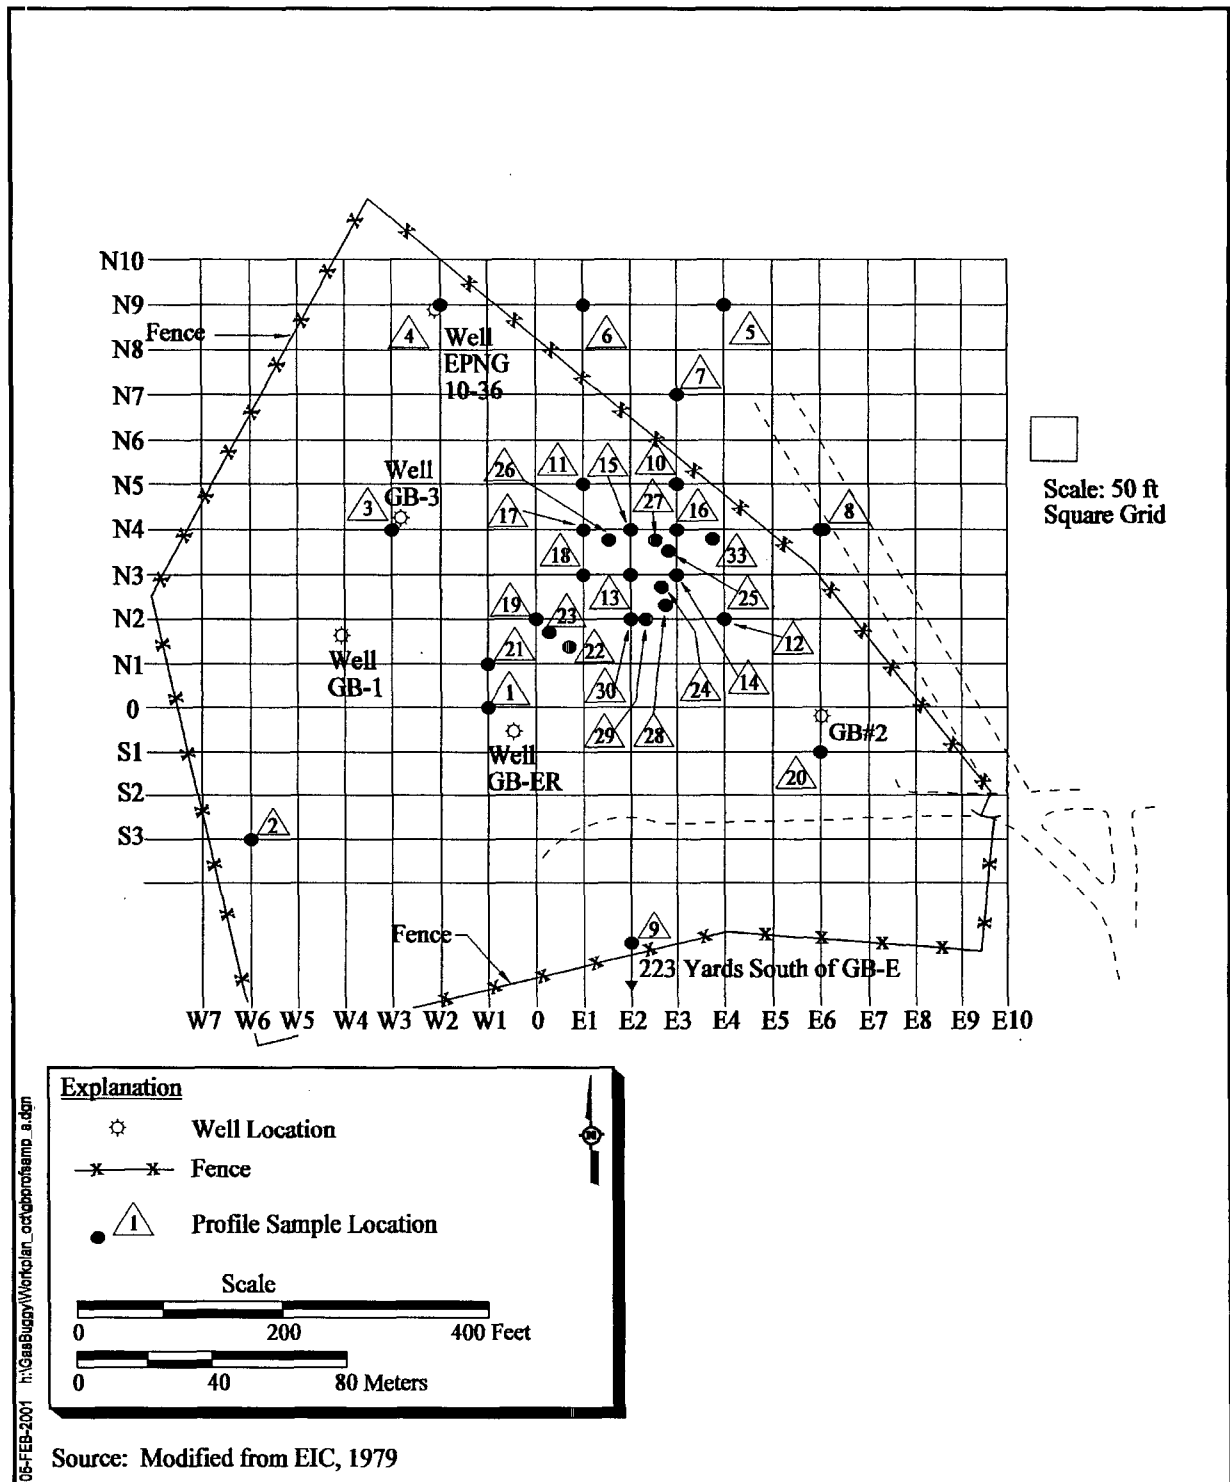 N10
N9
Fence
4
Well
EPNG
10-36
6
5
N8
N7
7
N6
Well
GB-3
26
11
15
10
27
N5
3
17
16
8
Scale: 50 ft
Square Grid
N4
18
33
N3
19
23
13
25
N2
21
22
12
Well
GB-1
N1
1
30
24
14
0
29
28
GB#2
S1
Well
GB-ER
20
S2
2
S3
Fence
9
223 Yards South of GB-E
W7 W6 W5 W4 W3 W2 W1 0 E1 E2 E3 E4 E5 E6 E7 E8 E9 E10
Explanation
Well Location
N
Fence
1 Profile Sample Location
Scale
0 200 400 Feet
0 40 80 Meters
Source: Modified from EIC, 1979
05-FEB-2001 h:\GasBuggy\Workplan_oct\gbprofsamp_a.dgn